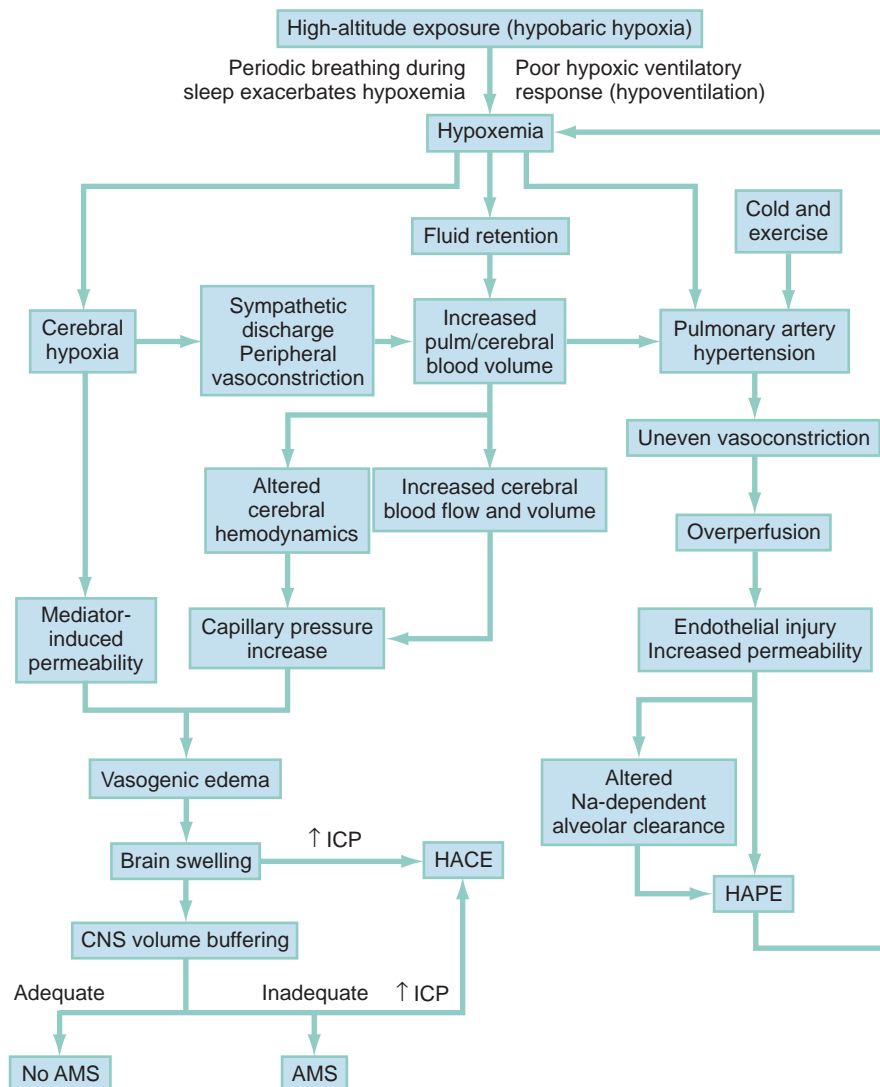 High-altitude exposure (hypobaric hypoxia)
Periodic breathing during
sleep exacerbates hypoxemia
Poor hypoxic ventilatory
response (hypoventilation)
Hypoxemia
Cold and
exercise
Fluid retention
Cerebral
hypoxia
Sympathetic
discharge
Peripheral
vasoconstriction
Increased
pulm/cerebral
blood volume
Pulmonary artery
hypertension
Uneven vasoconstriction
Altered
cerebral
hemodynamics
Increased cerebral
blood flow and volume
Overperfusion
Mediator-
induced
permeability
Capillary pressure
increase
Endothelial injury
Increased permeability
Vasogenic edema
Altered
Na-dependent
alveolar clearance
Brain swelling
↑ ICP
HACE
HAPE
CNS volume buffering
Adequate
Inadequate
↑ ICP
No AMS
AMS